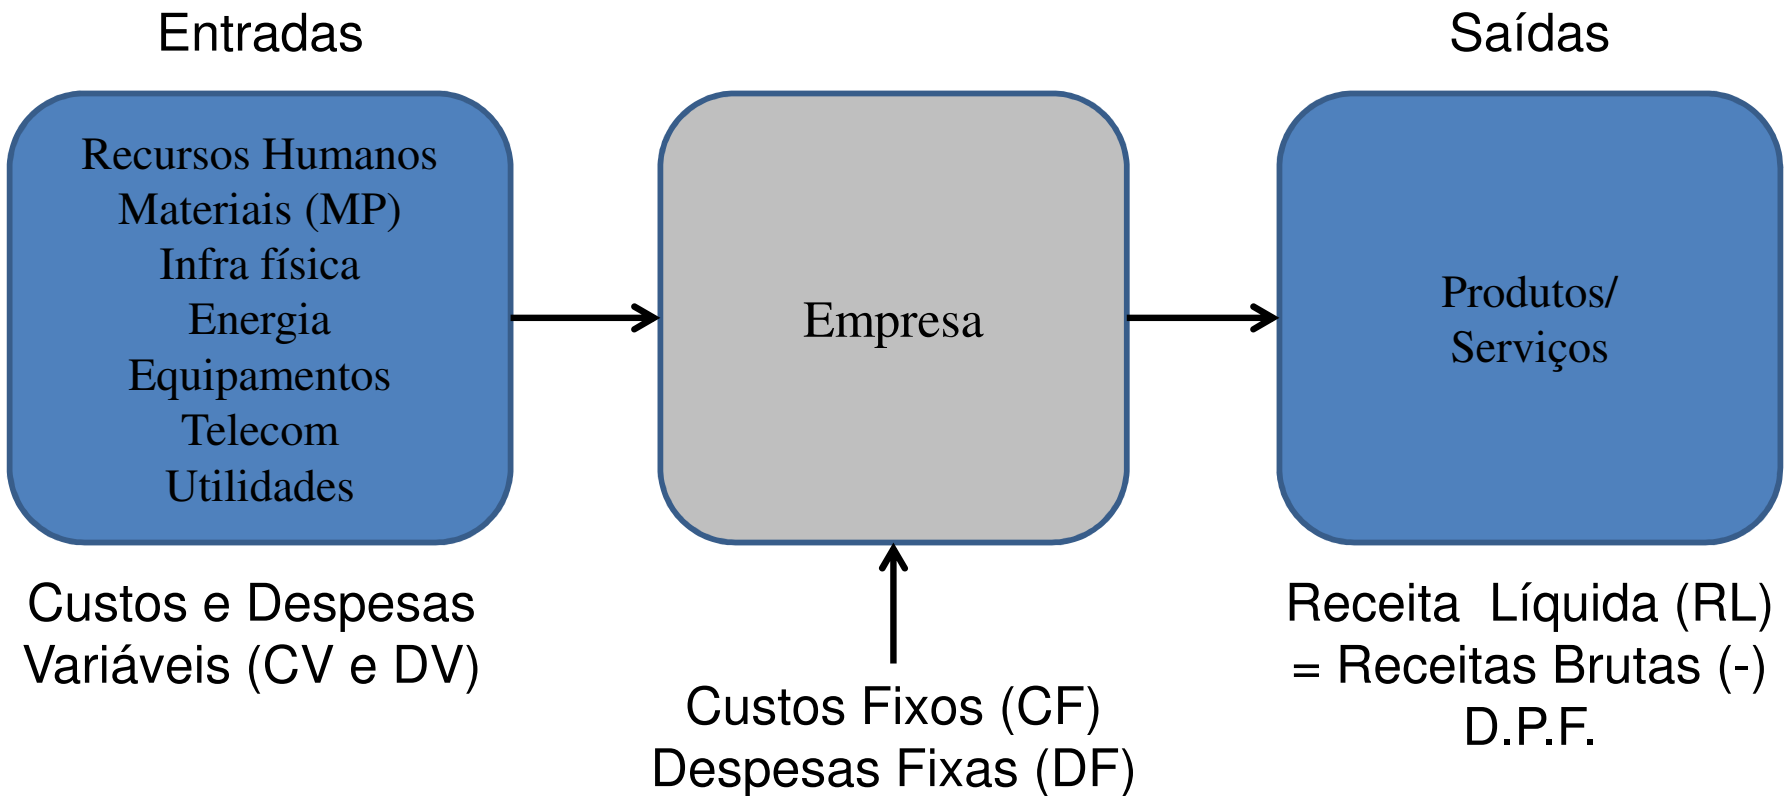 Entradas
Saídas
Recursos Humanos
Materiais (MP)
Infra física
Energia
Equipamentos
Telecom
Utilidades
Empresa
Produtos/
Serviços
Custos e Despesas
Variáveis (CV e DV)
Custos Fixos (CF)
Despesas Fixas (DF)
Receita Líquida (RL)
= Receitas Brutas (-)
D.P.F.